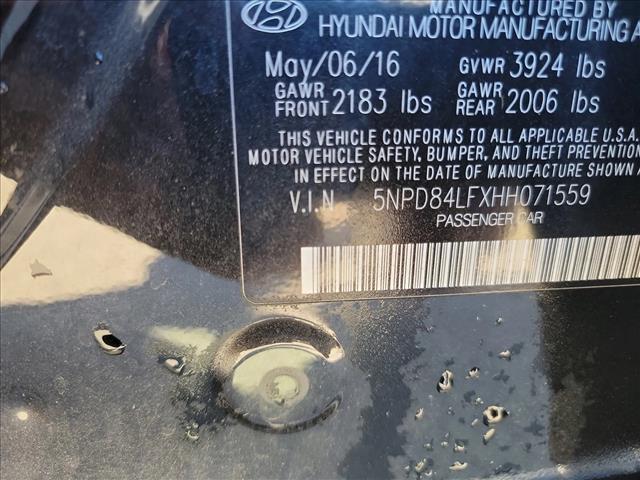 MANUFACTURED BY
HYUNDAI MOTOR MANUFACTURING A
May/06/16 GVWR 3924 lbs
GAWR FRONT 2183 lbs GAWR REAR 2006 lbs
THIS VEHICLE CONFORMS TO ALL APPLICABLE U.S.A.
MOTOR VEHICLE SAFETY, BUMPER, AND THEFT PREVENTION
IN EFFECT ON THE DATE OF MANUFACTURE SHOWN A
V.I.N 5NPD84LFXHH071559
PASSENGER CAR